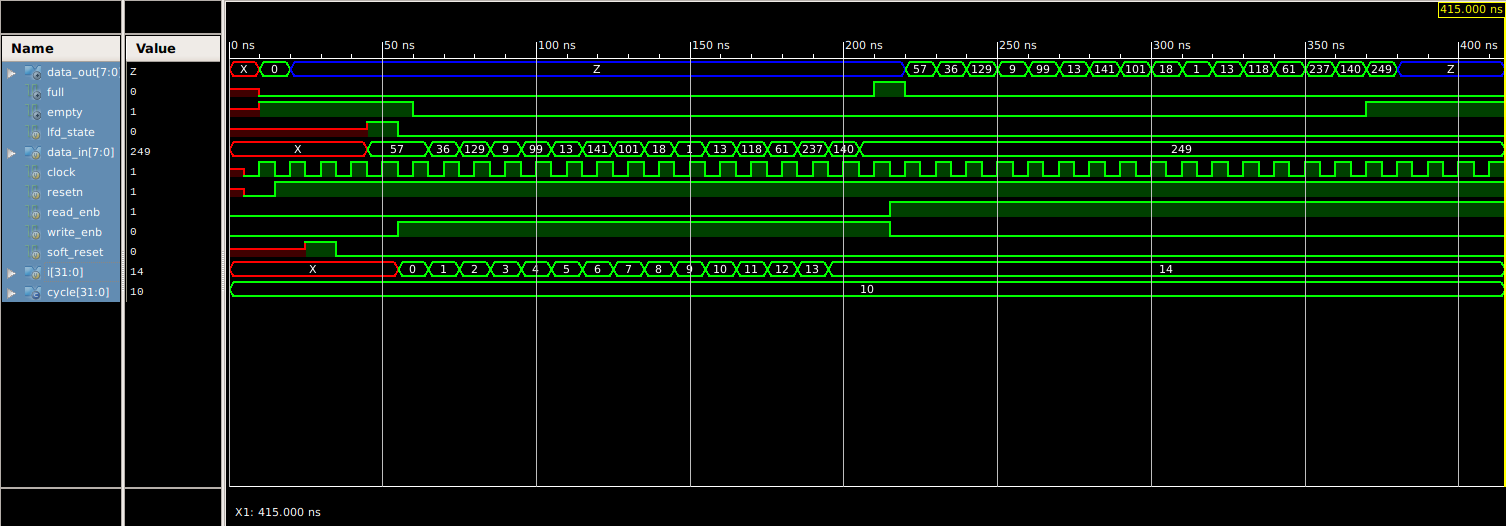 415.000 ns
Name Value
0 ns 50 ns 100 ns 150 ns 200 ns 250 ns 300 ns 350 ns 400 ns
data_out[7:0 Z X 0 Z 57 36 129 9 99 13 141 101 18 1 13 118 61 237 140 249 Z
full 0
empty 1
lfd_state 0
data_in[7:0] 249 X 57 36 129 9 99 13 141 101 18 1 13 118 61 237 140 249
clock 1
resetn 1
read_enb 1
write_enb 0
soft_reset 0
i[31:0] 14 X 0 1 2 3 4 5 6 7 8 9 10 11 12 13 14
cycle[31:0] 10 10
X1: 415.000 ns